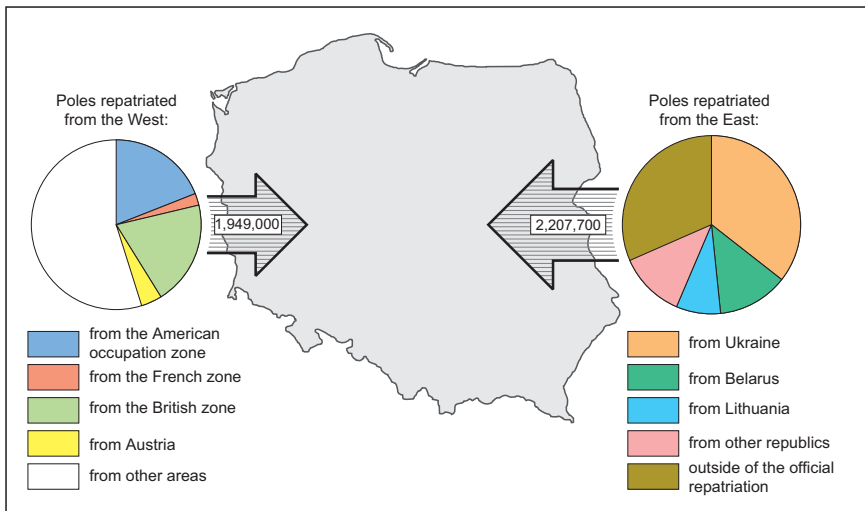 Poles repatriated
from the West:
Poles repatriated
from the East:
1,949,000
2,207,700
from the American
occupation zone
from the French zone
from the British zone
from Austria
from other areas
from Ukraine
from Belarus
from Lithuania
from other republics
outside of the official
repatriation